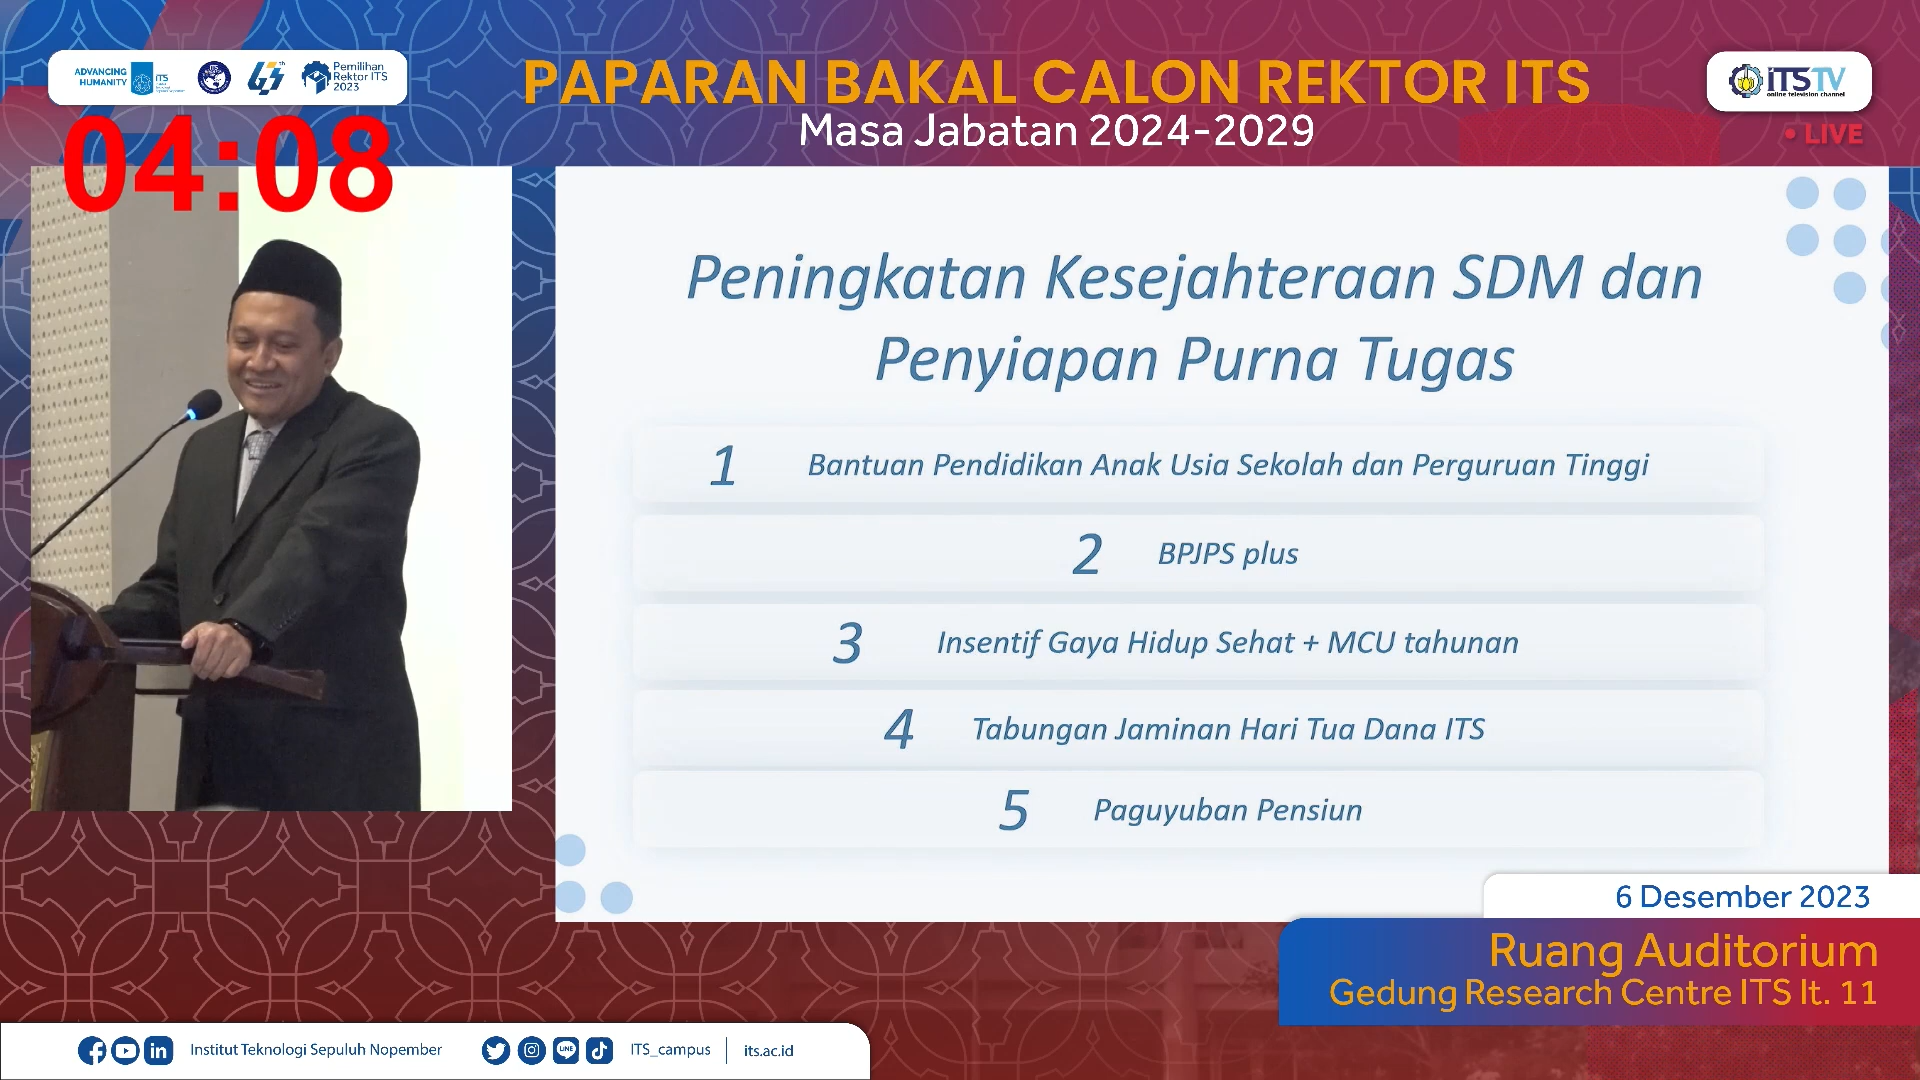 ADVANCING
HUMANITY
ITS
Pemilihan
Rektor ITS
2023
PAPARAN BAKAL CALON REKTOR ITS
Masa Jabatan 2024-2029
iTSTV
online television channel
• LIVE
04:08
Peningkatan Kesejahteraan SDM dan
Penyiapan Purna Tugas
1 Bantuan Pendidikan Anak Usia Sekolah dan Perguruan Tinggi
2 BPJPS plus
3 Insentif Gaya Hidup Sehat + MCU tahunan
4 Tabungan Jaminan Hari Tua Dana ITS
5 Paguyuban Pensiun
6 Desember 2023
Ruang Auditorium
Gedung Research Centre ITS lt. 11
Institut Teknologi Sepuluh Nopember
LINE
ITS_campus
its.ac.id